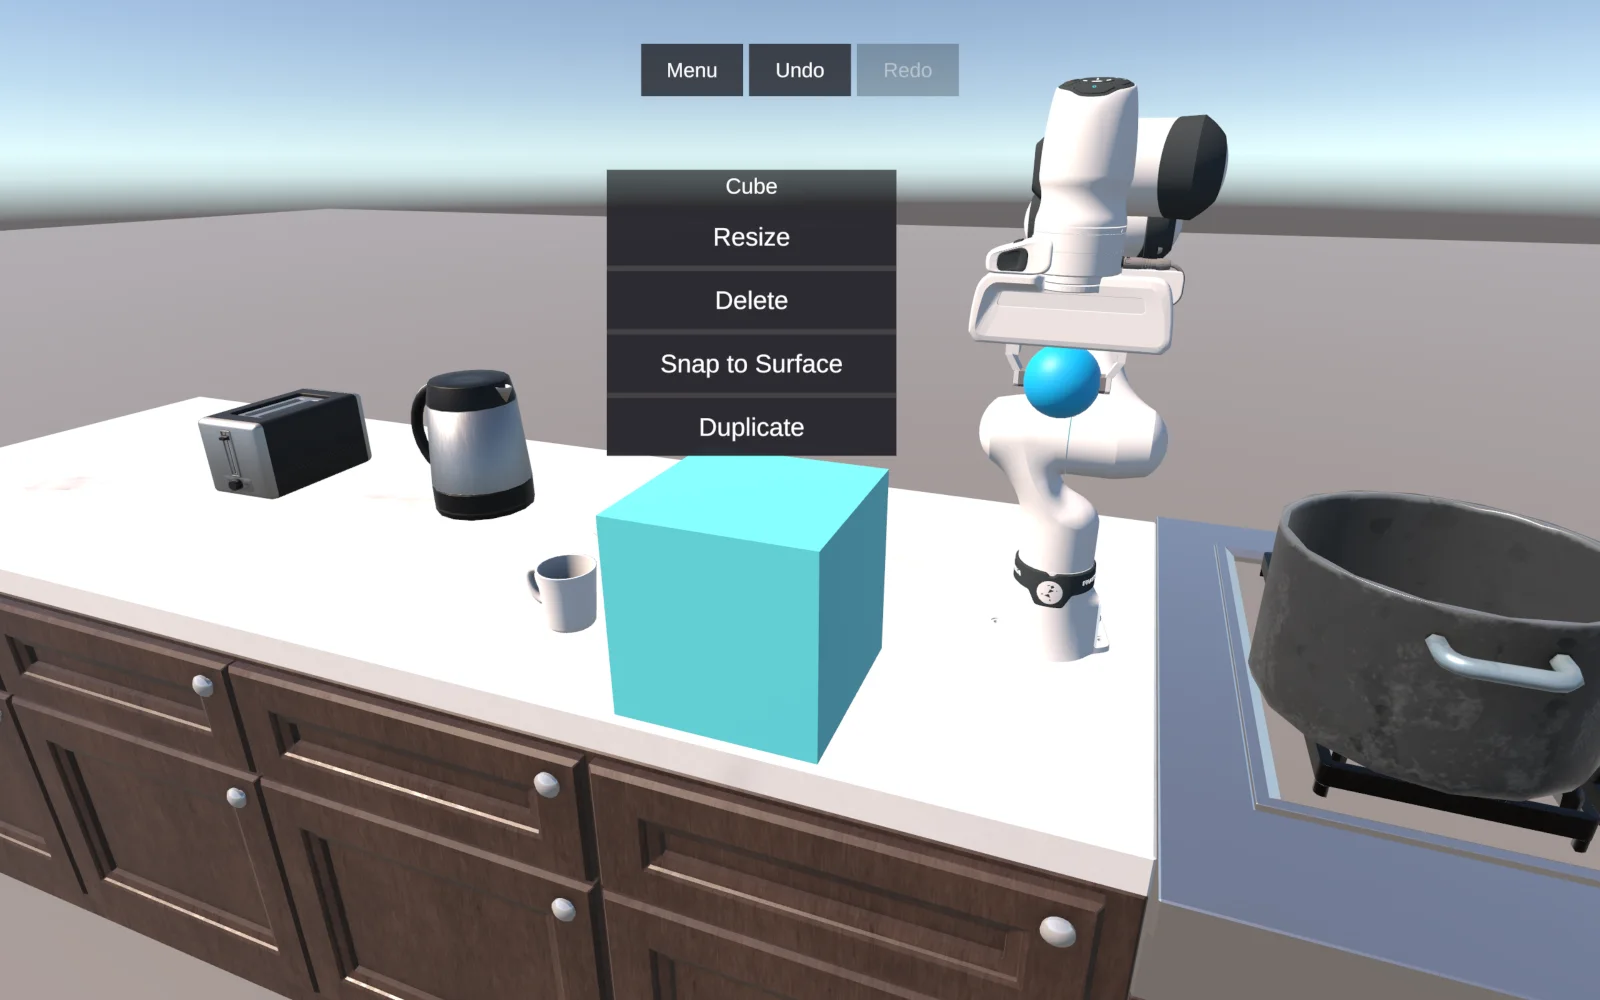 Menu
Undo
Redo
Cube
Resize
Delete
Snap to Surface
Duplicate